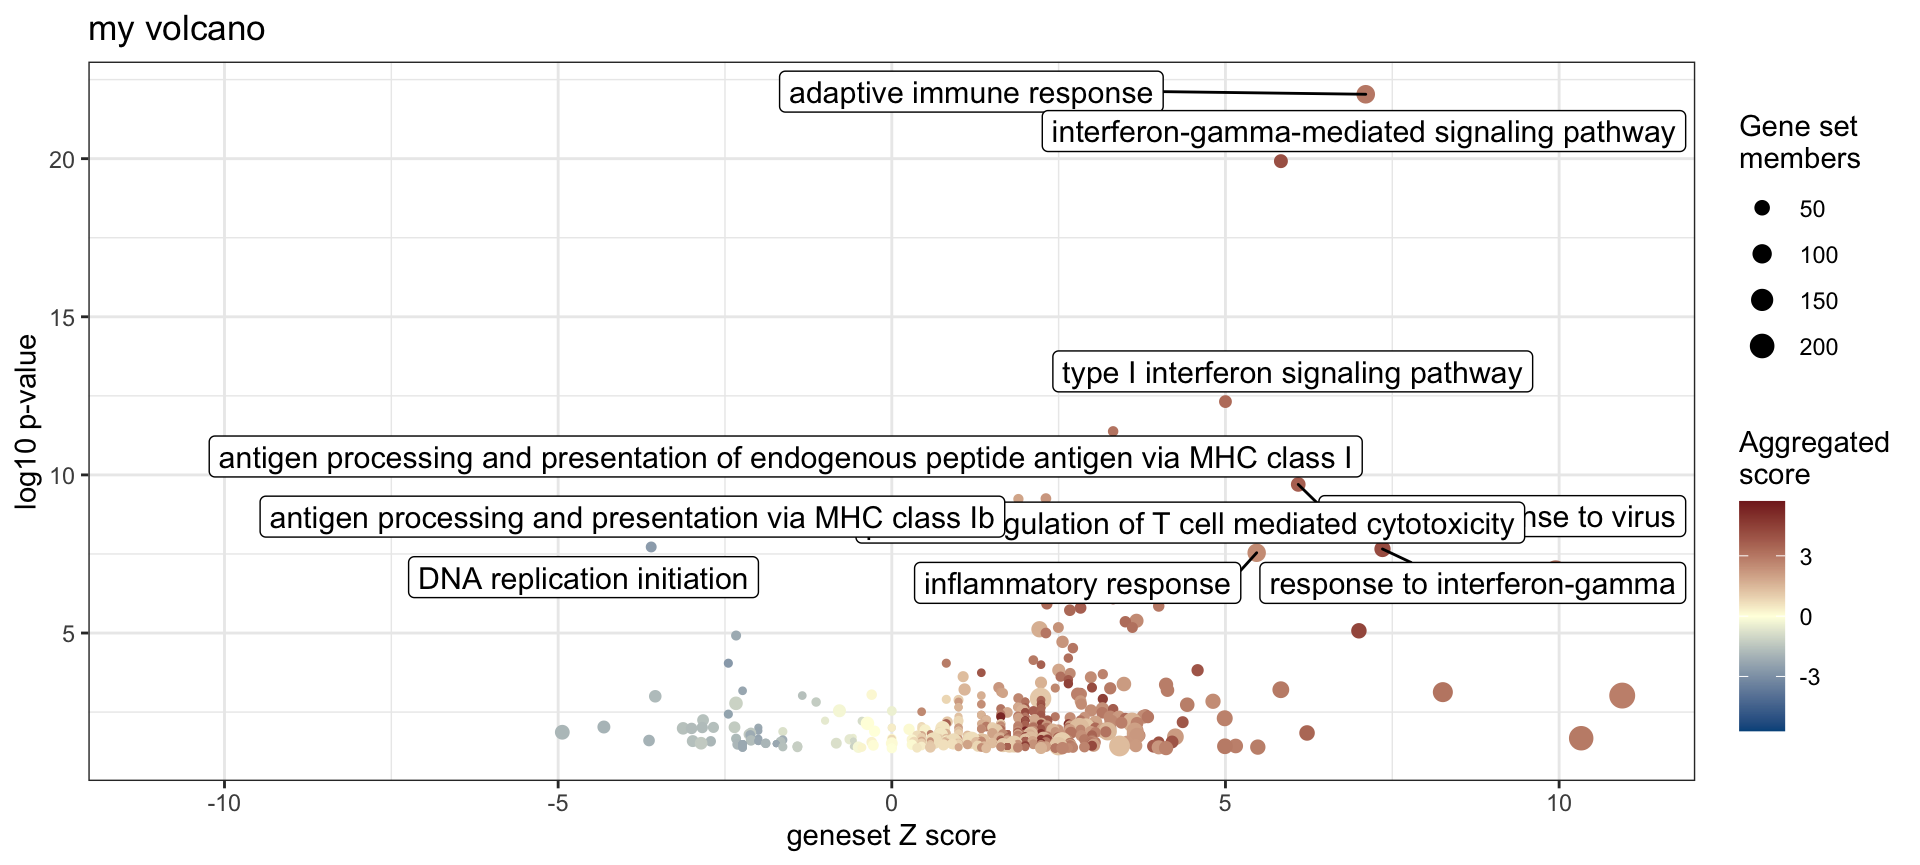 my volcano
adaptive immune response
interferon-gamma-mediated signaling pathway
type I interferon signaling pathway
antigen processing and presentation of endogenous peptide antigen via MHC class I
antigen processing and presentation via MHC class Ib
of T cell mediated cytotoxicity
to virus
DNA replication initiation
inflammatory response
response to interferon-gamma
20
15
10
5
log10 p-value
-10
-5
0
5
10
geneset Z score
Gene set
members
50
100
150
200
Aggregated
score
3
0
-3